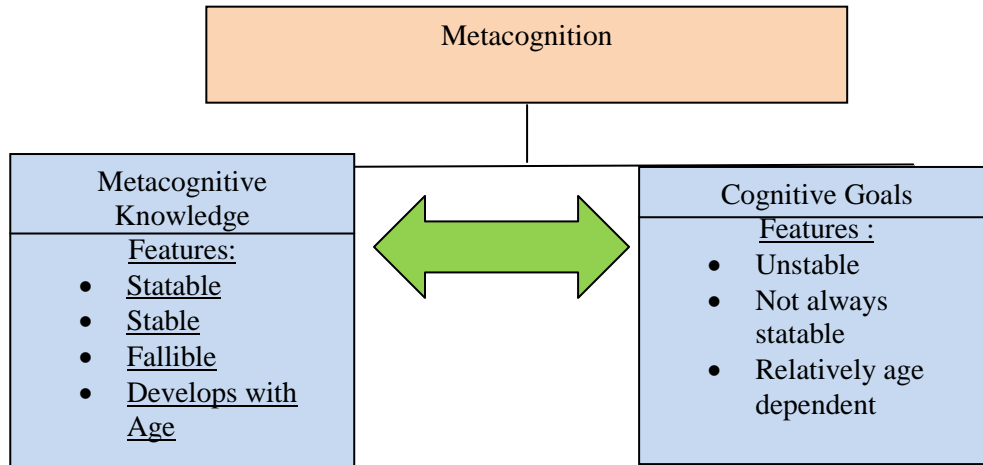 Metacognition
Metacognitive
Knowledge
Features:
• Statable
• Stable
• Fallible
• Develops with
Age
Cognitive Goals
Features :
• Unstable
• Not always
statable
• Relatively age
dependent